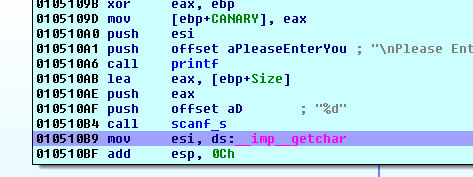 0105109B xor eax, ebp
0105109D mov [ebp+CANARY], eax
010510A0 push esi
010510A1 push offset aPleaseEnterYou ; "\nPlease Ent
010510A6 call printf
010510AB lea eax, [ebp+Size]
010510AE push eax
010510AF push offset aD ; "%d"
010510B4 call scanf_s
010510B9 mov esi, ds:__imp__getchar
010510BF add esp, 0Ch